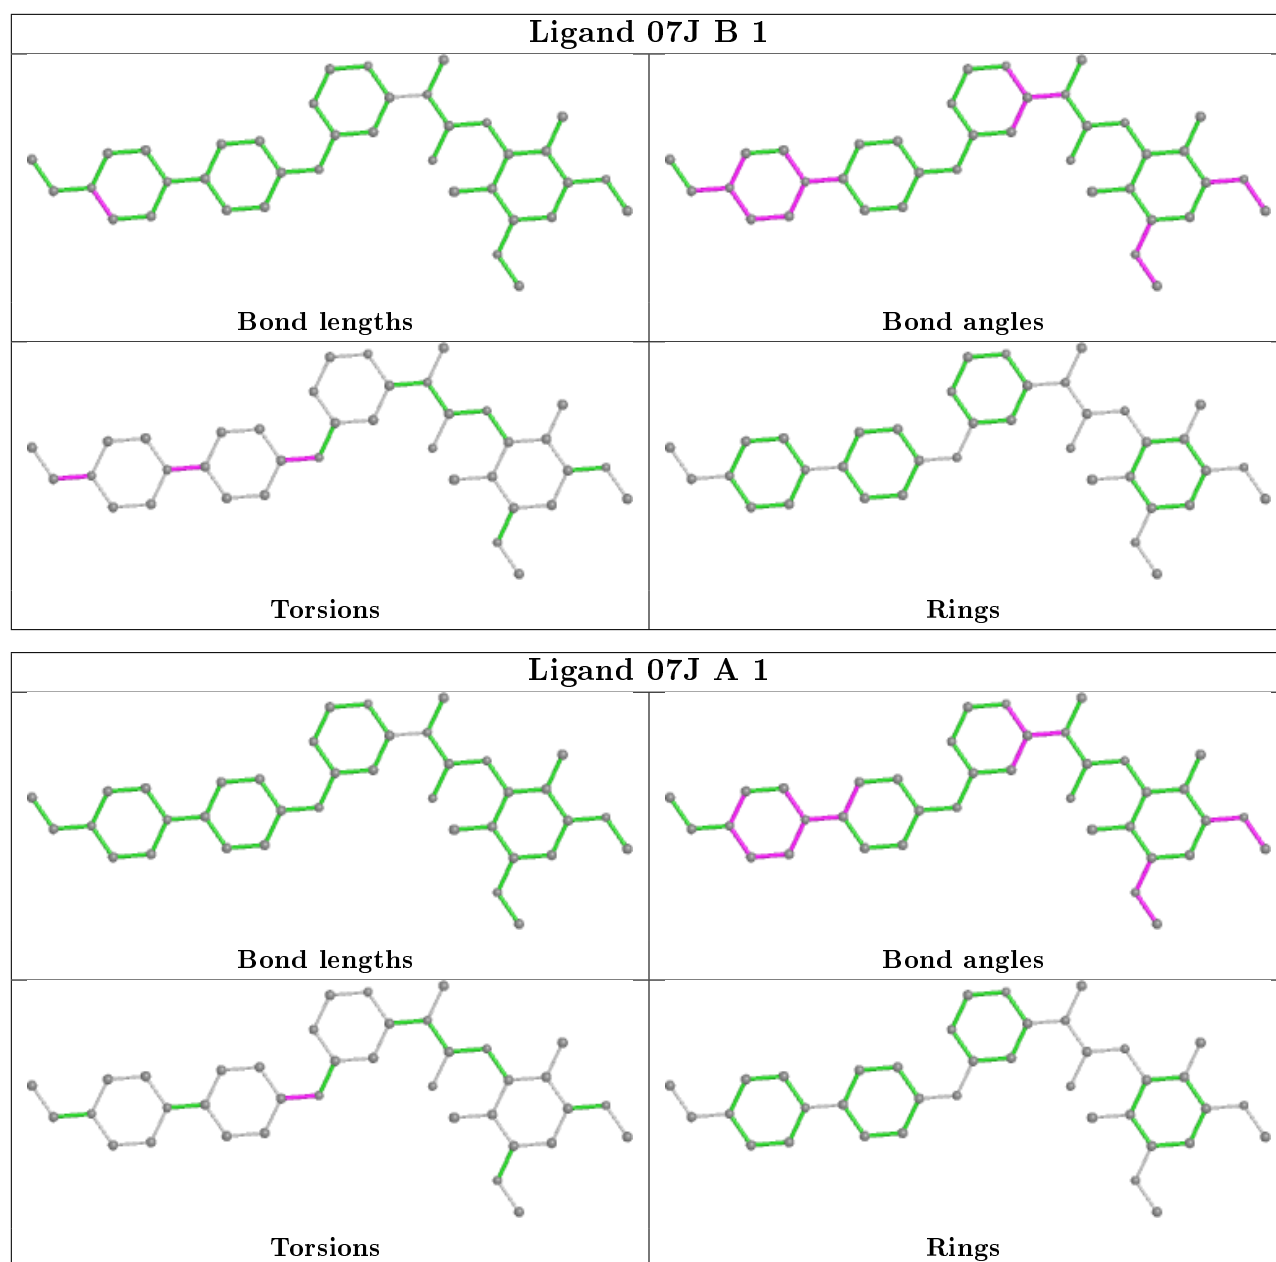 Ligand 07J B 1
Bond lengths
Bond angles
Torsions
Rings
Ligand 07J A 1
Bond lengths
Bond angles
Torsions
Rings